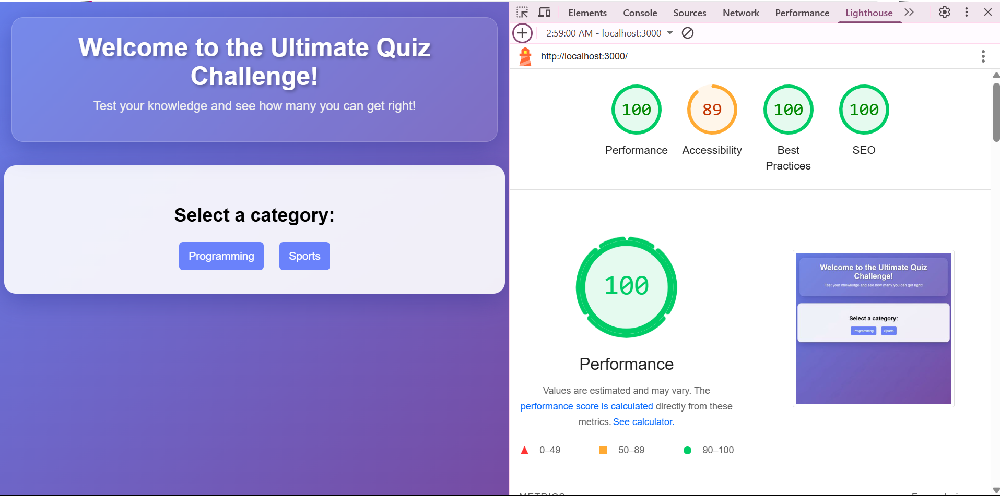 Welcome to the Ultimate Quiz
Challenge!
Test your knowledge and see how many you can get right!
Select a category:
Programming
Sports
Elements
Console
Sources
Network
Performance
Lighthouse
2:59:00 AM - localhost:3000
http://localhost:3000/
100
89
100
100
Performance
Accessibility
Best
Practices
SEO
100
Performance
Values are estimated and may vary. The
performance score is calculated directly from these
metrics. See calculator.
0–49
50–89
90–100
Welcome to the Ultimate Quiz
Challenge!
Test your knowledge and see how many you can get right!
Select a category:
Programming
Sports
METRICS
Expand view